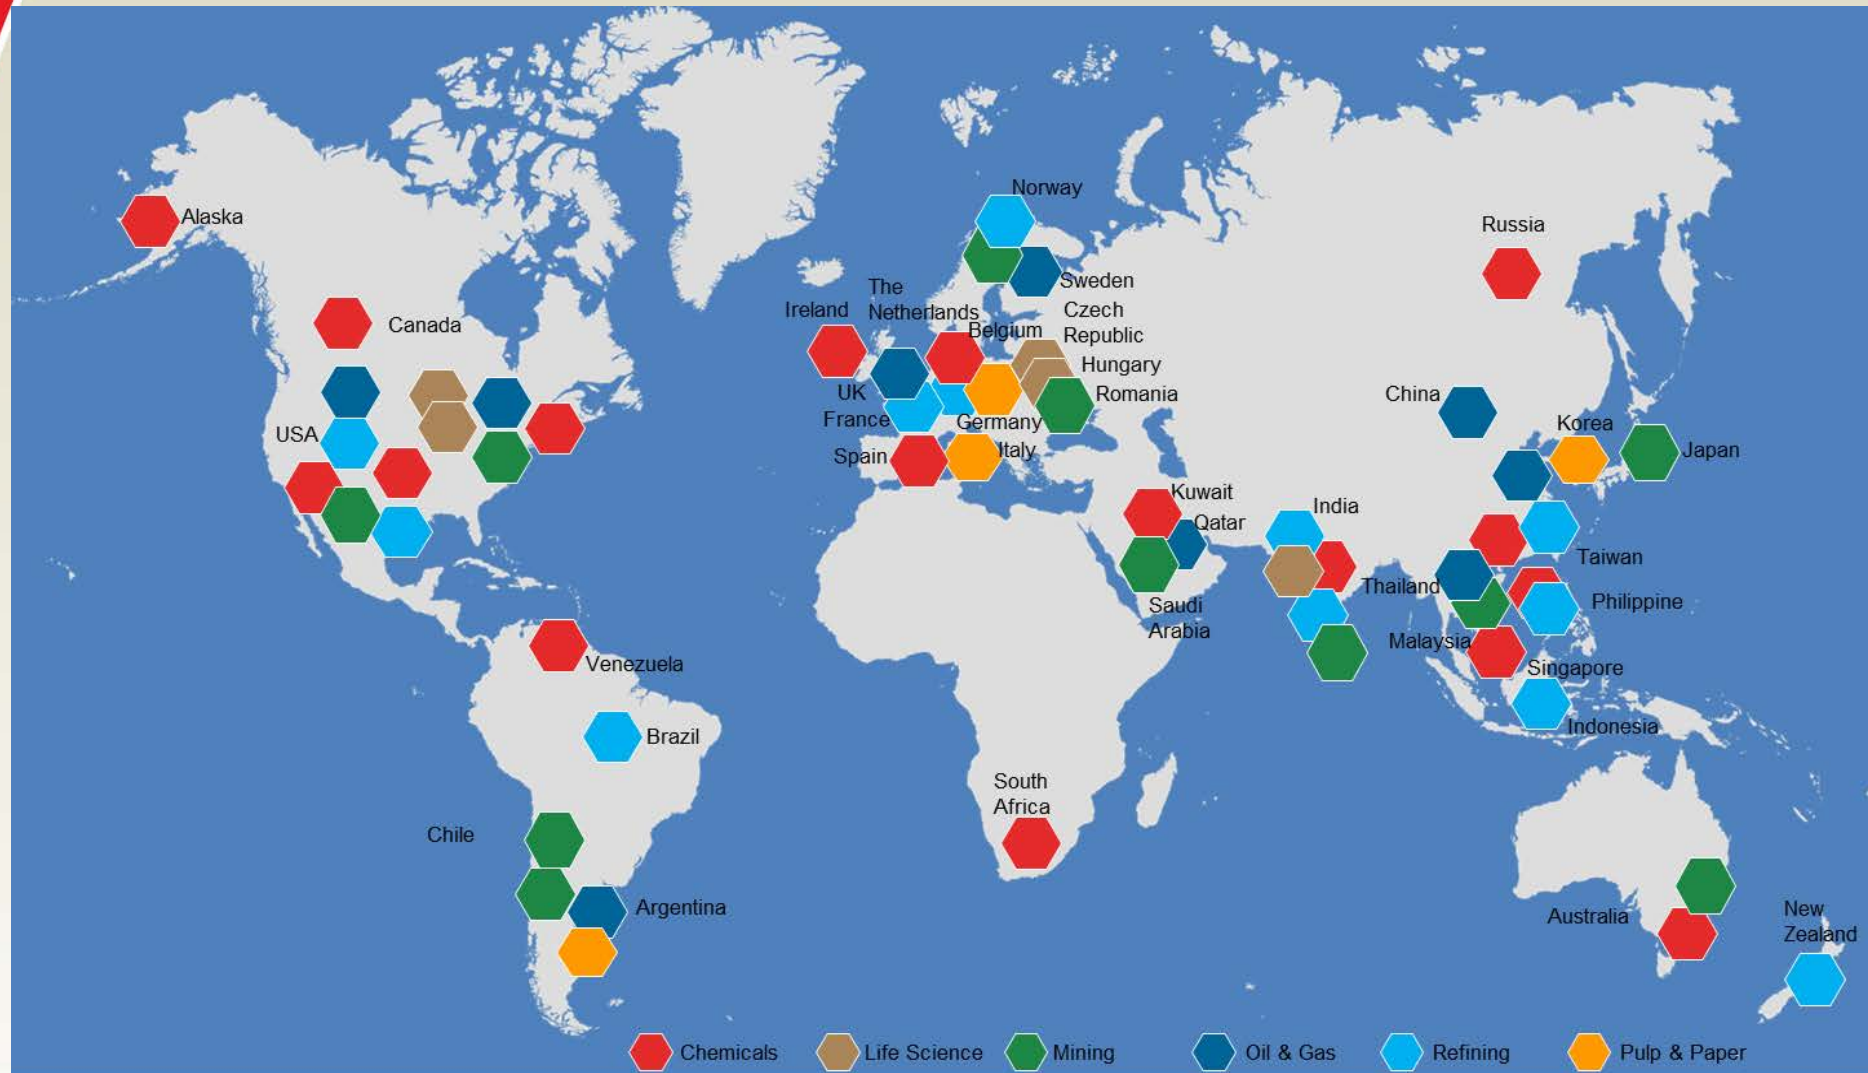 Norway
Alaska
Russia
Sweden
The
Netherlands
Ireland
Czech
Republic
Canada
Belgium
Hungary
UK
Romania
China
France
Germany
Korea
USA
Spain
Italy
Japan
Kuwait
India
Qatar
Taiwan
Thailand
Philippine
Saudi
Arabia
Malaysia
Venezuela
Singapore
Indonesia
Brazil
South
Africa
Chile
Argentina
Australia
New
Zealand
Chemicals
Life Science
Mining
Oil & Gas
Refining
Pulp & Paper